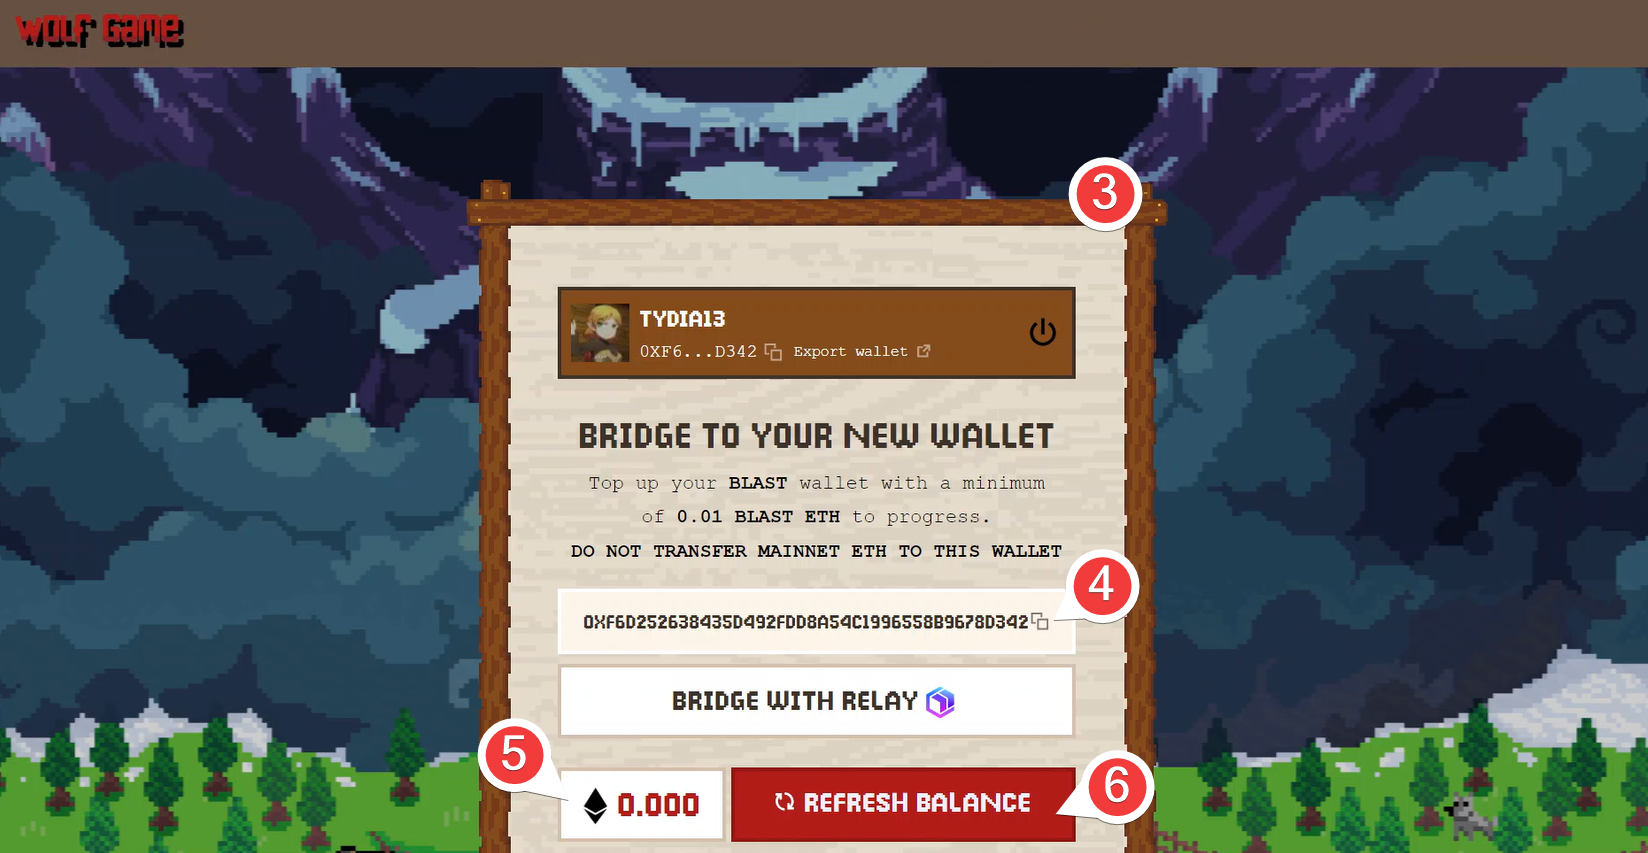 WOLF GAME
3
TYDIA13
0XF6...D342 Export wallet
BRIDGE TO YOUR NEW WALLET
Top up your BLAST wallet with a minimum
of 0.01 BLAST ETH to progress.
DO NOT TRANSFER MAINNET ETH TO THIS WALLET
4
0XF6D252638435D492FDD8A54C1996558B9678D342
BRIDGE WITH RELAY
5
0.000
REFRESH BALANCE
6